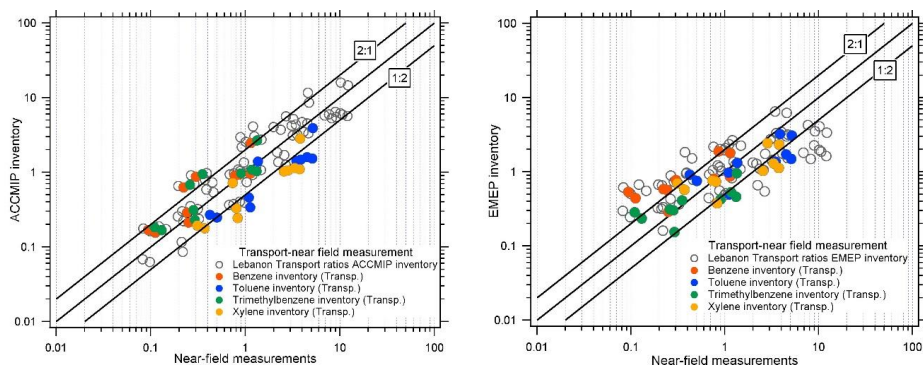 100
10
1
0.1
0.01
ACCMIP inventory
2:1
1:2
Transport-near field measurement
Lebanon Transport ratios ACCMIP inventory
Benzene inventory (Transp.)
Toluene inventory (Transp.)
Trimethylbenzene inventory (Transp.)
Xylene inventory (Transp.)
0.01 0.1 1 10 100
Near-field measurements
100
10
1
0.1
0.01
EMEP inventory
2:1
1:2
Transport-near field measurement
Lebanon Transport ratios EMEP inventory
Benzene inventory (Transp.)
Toluene inventory (Transp.)
Trimethylbenzene inventory (Transp.)
Xylene inventory (Transp.)
0.01 0.1 1 10 100
Near-field measurements